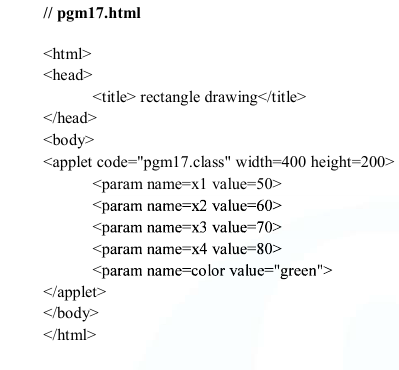 // pgm17.html
<html>
<head>
<title> rectangle drawing</title>
</head>
<body>
<applet code="pgm17.class" width=400 height=200>
<param name=x1 value=50>
<param name=x2 value=60>
<param name=x3 value=70>
<param name=x4 value=80>
<param name=color value="green">
</applet>
</body>
</html>